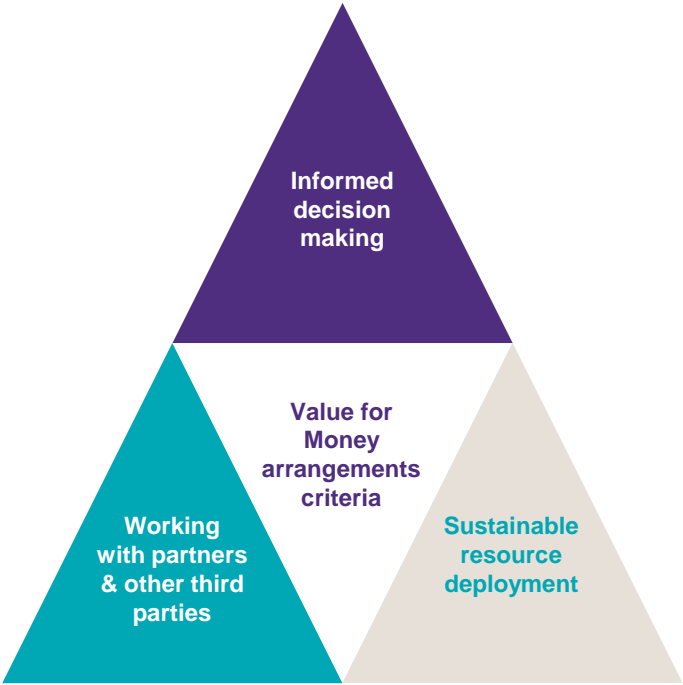 Informed
decision
making
Value for
Money
arrangements
criteria
Working
with partners
& other third
parties
Sustainable
resource
deployment